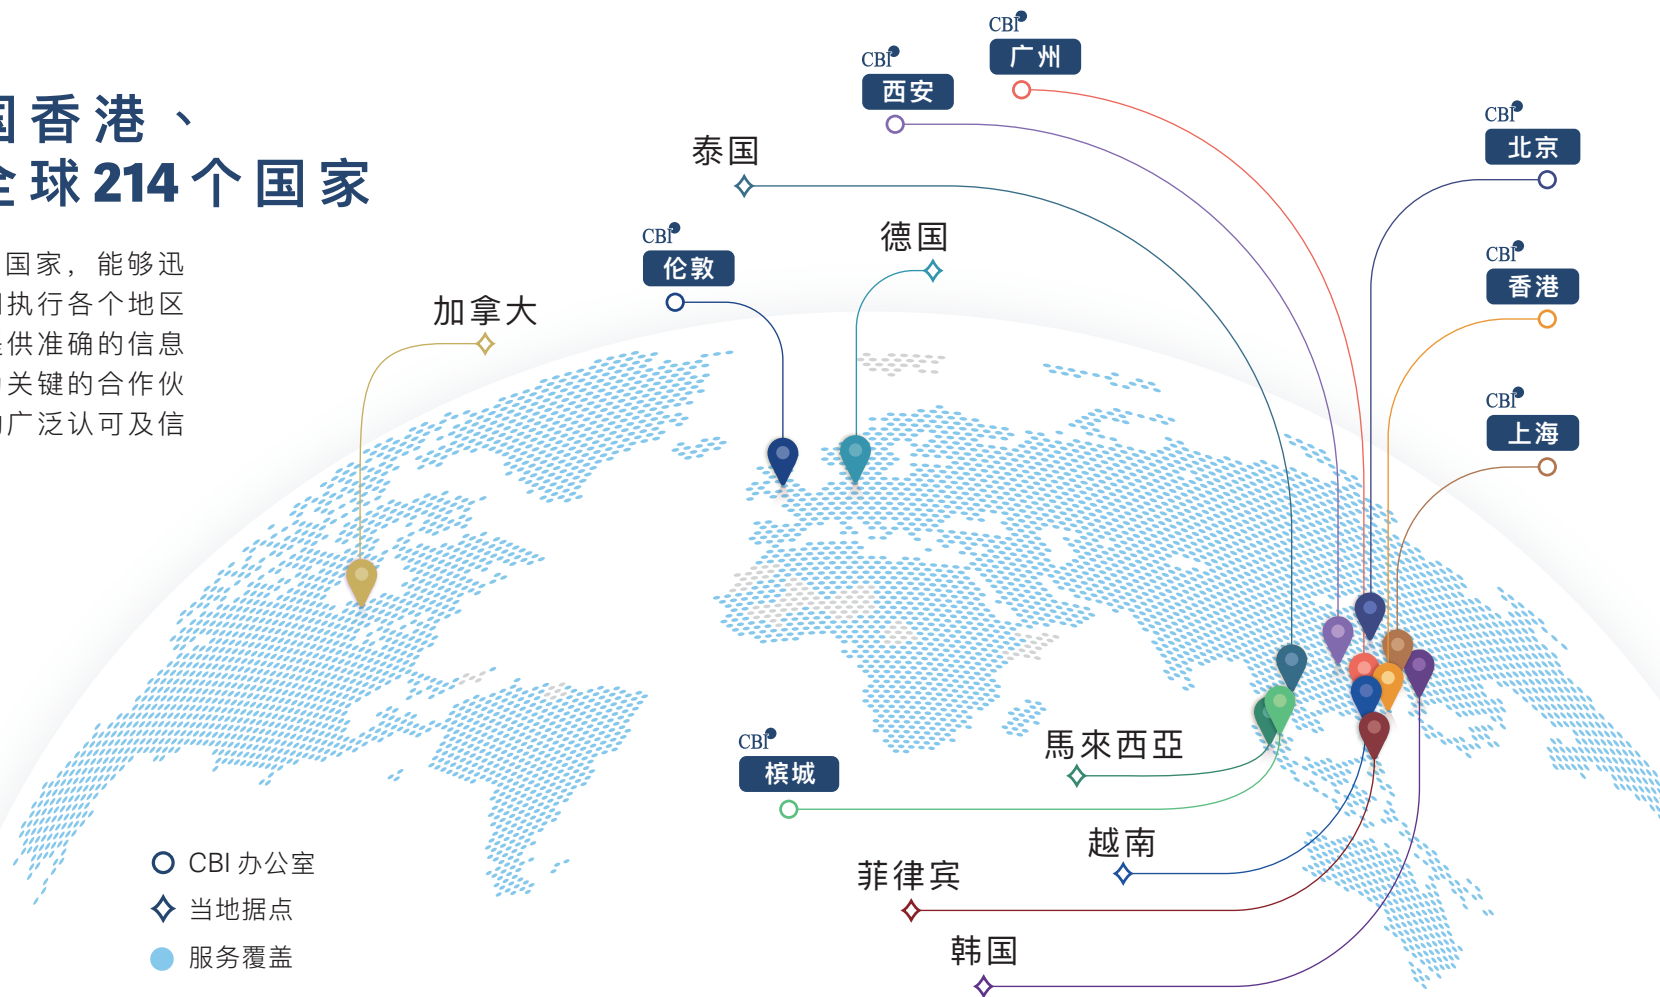 国香港、
全球214个国家
国家，能够迅
执行各个地区
供准确的信息
关键的合作伙
广泛认可及信
CBI
广州
CBI
西安
CBI
北京
泰国
CBI
伦敦
德国
CBI
香港
加拿大
CBI
上海
CBI
槟城
馬來西亞
越南
菲律宾
韩国
CBI 办公室
当地据点
服务覆盖